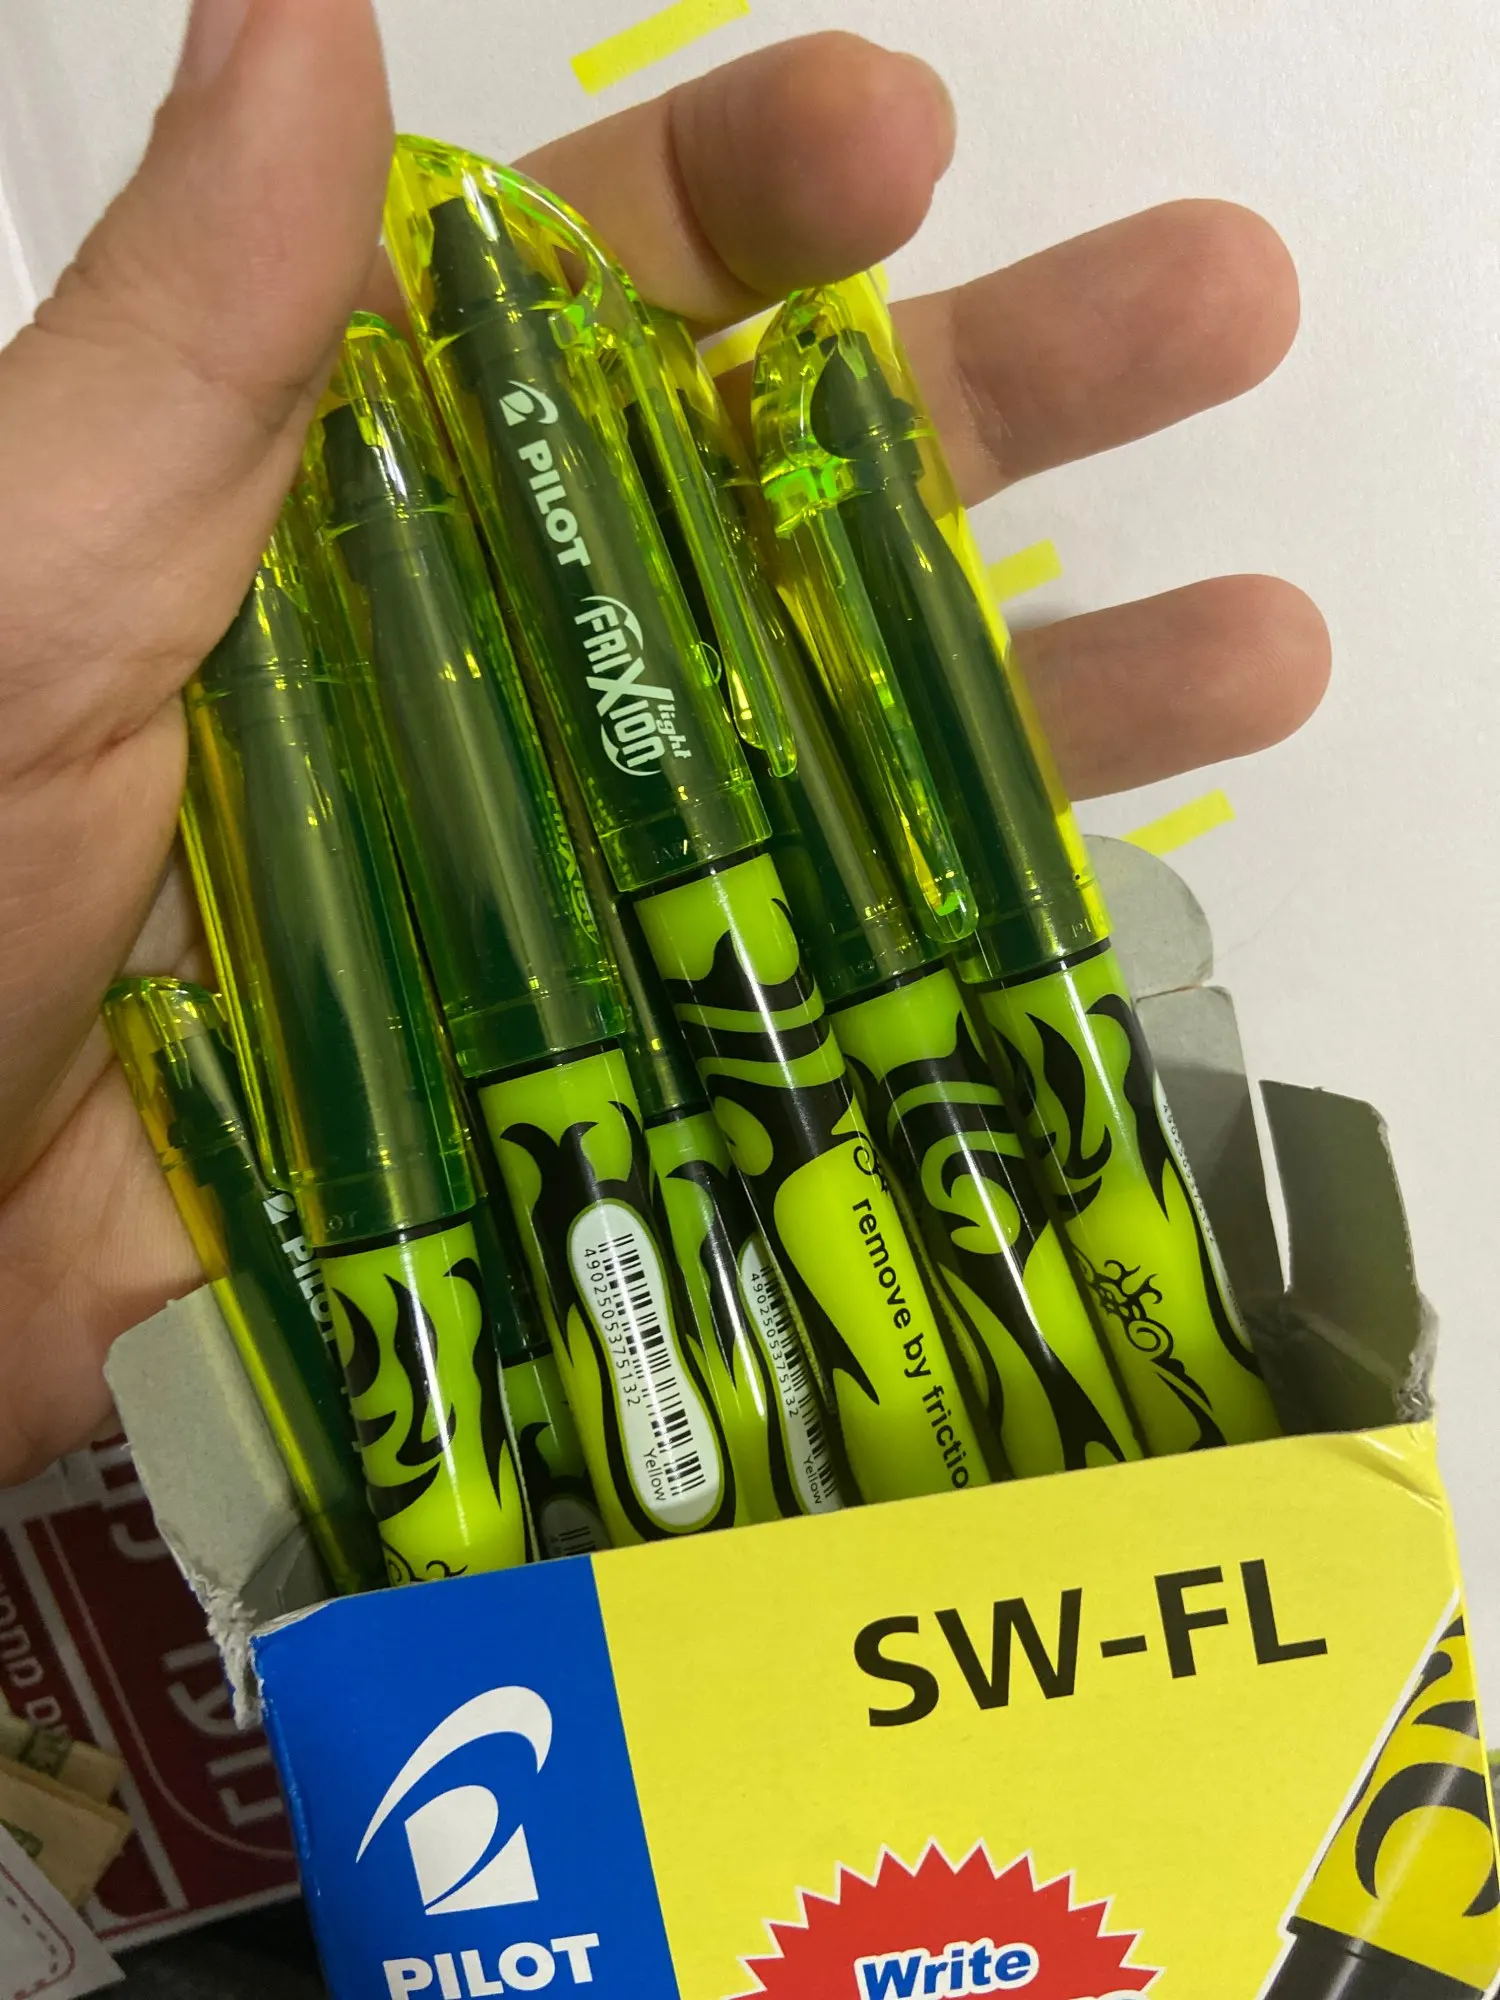 PILOT FRIXION light
PILOT
remove by frictio
4902505375132
Yellow
4902505375132
Yellow
SW-FL
PILOT
Write